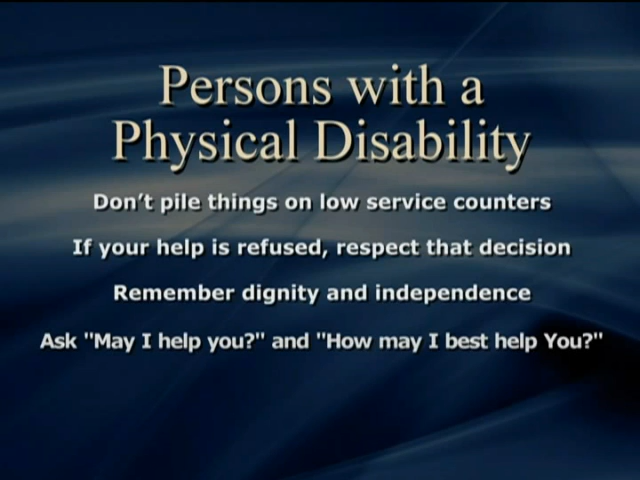 Persons with a
Physical Disability
Don't pile things on low service counters
If your help is refused, respect that decision
Remember dignity and independence
Ask "May I help you?" and "How may I best help You?"